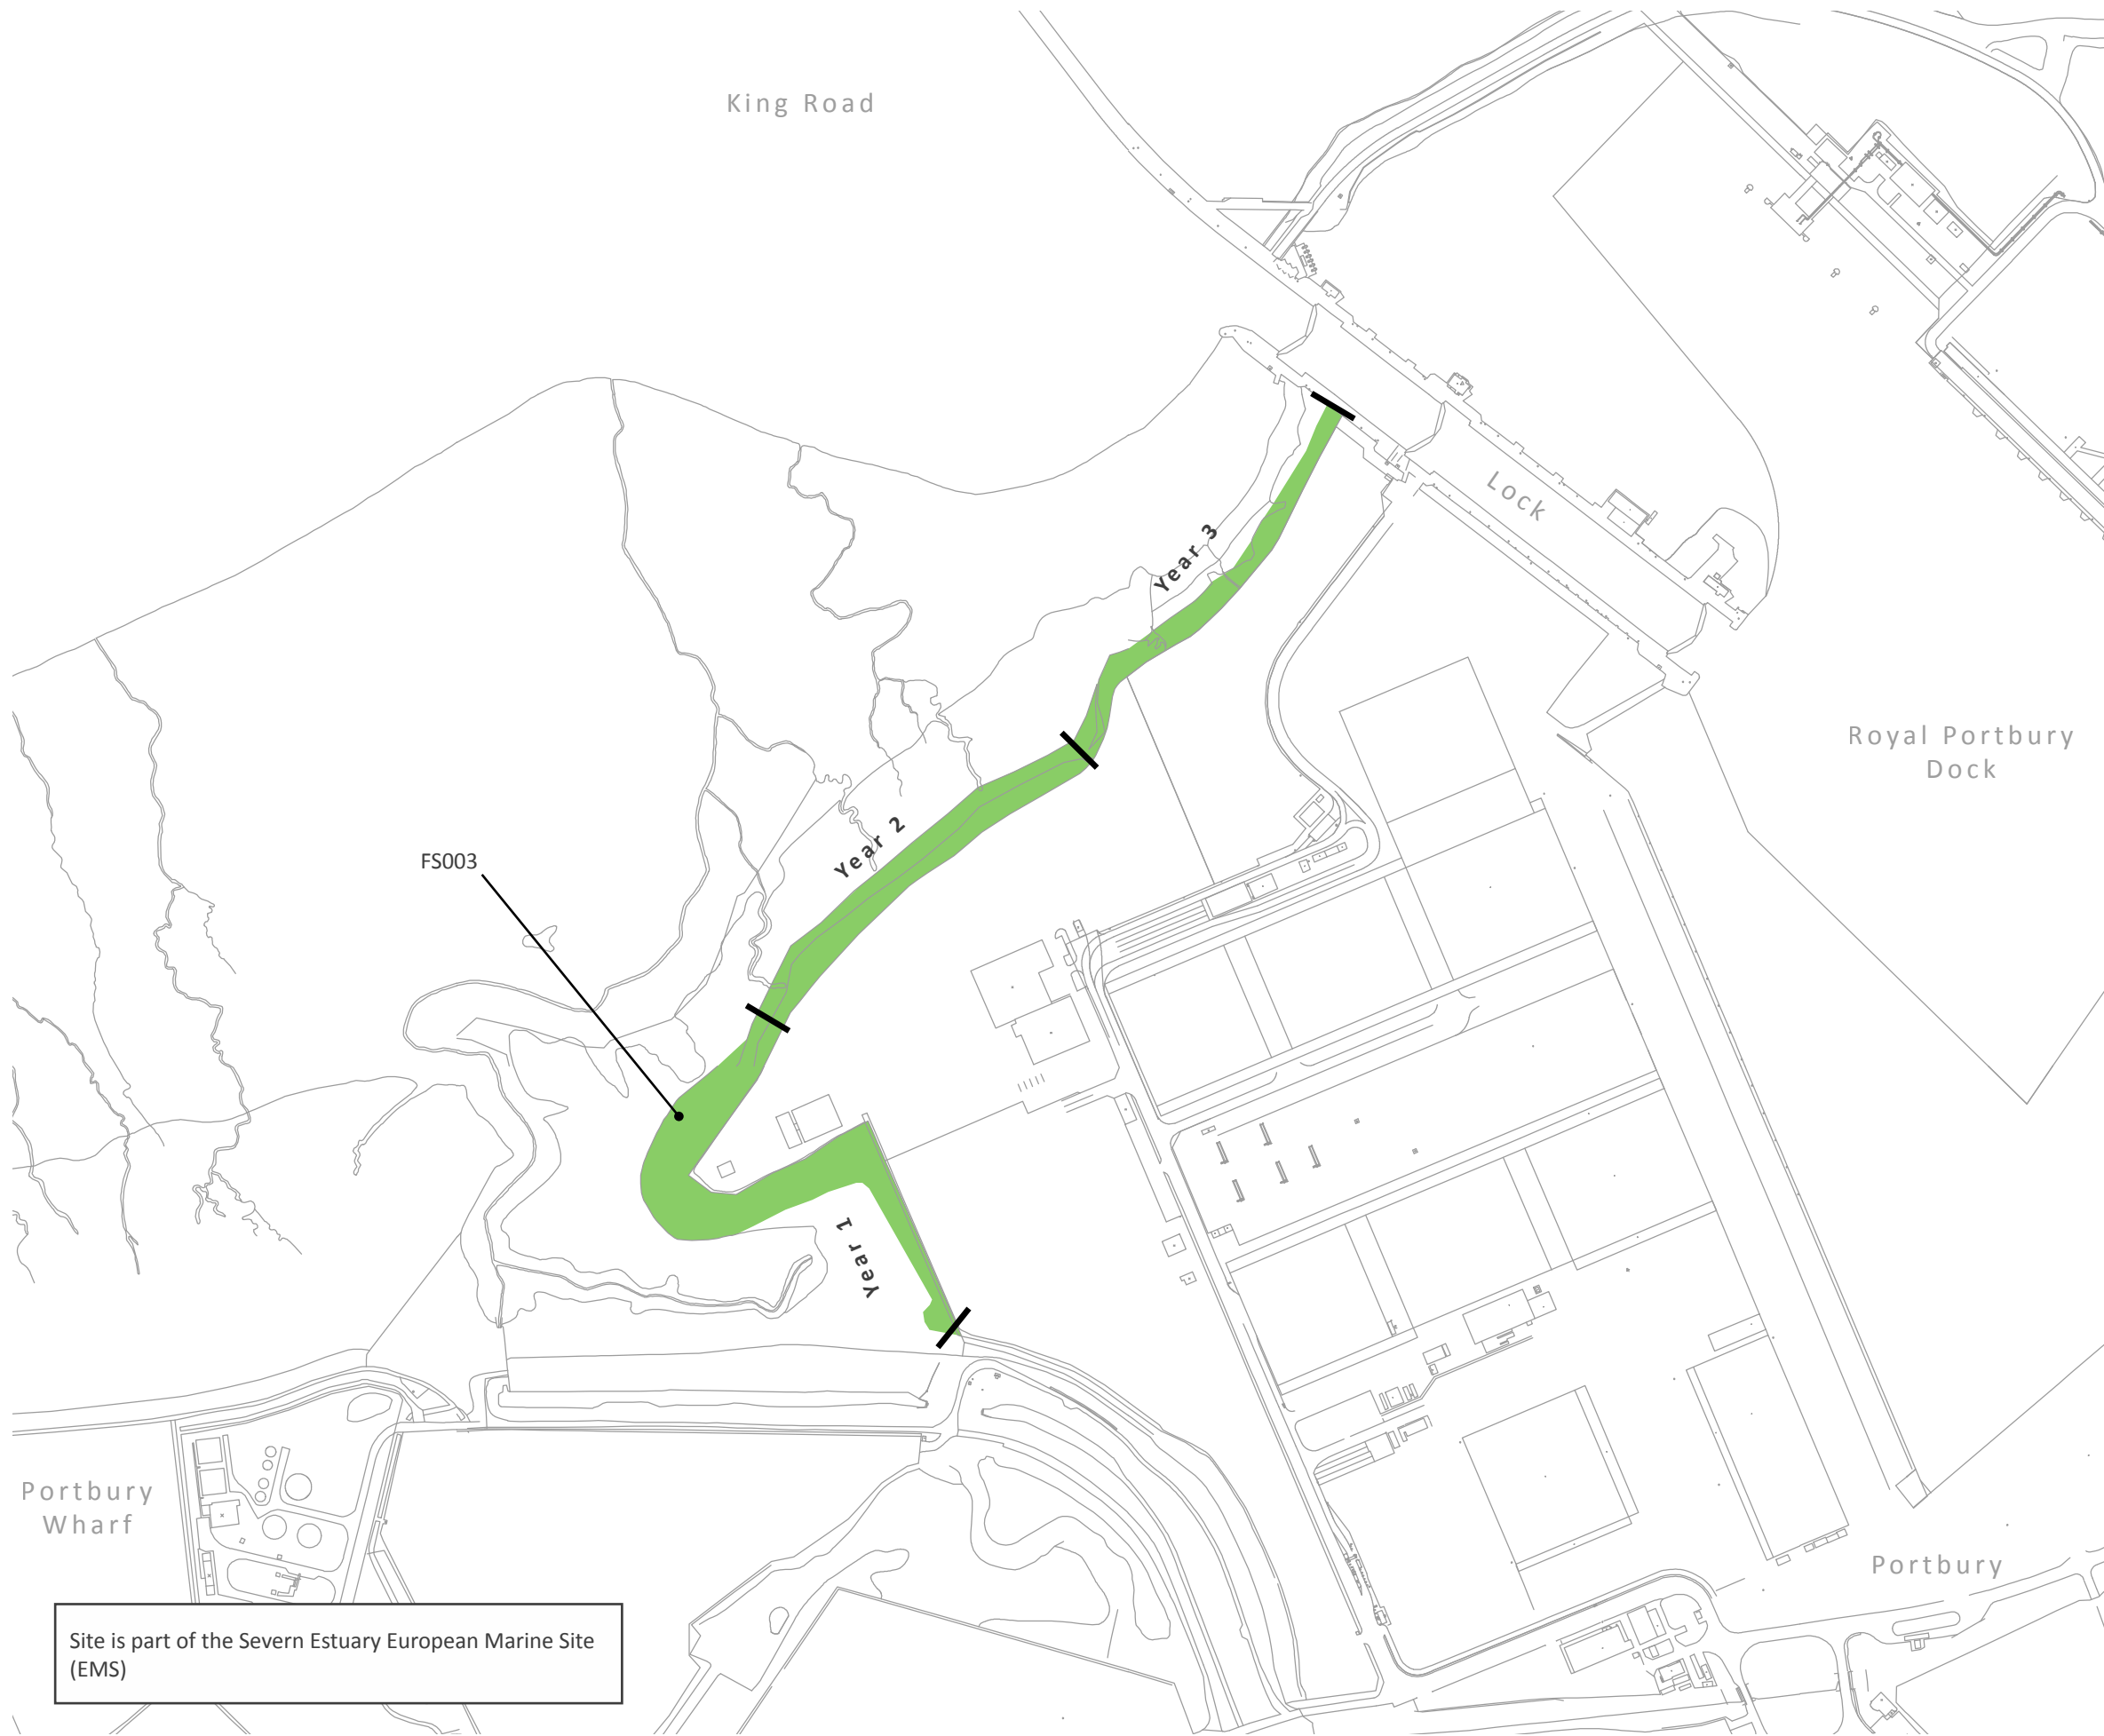 King Road
Lock
Year 3
Royal Portbury
Dock
Year 2
FS003
Year 1
Portbury
Wharf
Portbury
Site is part of the Severn Estuary European Marine Site
(EMS)